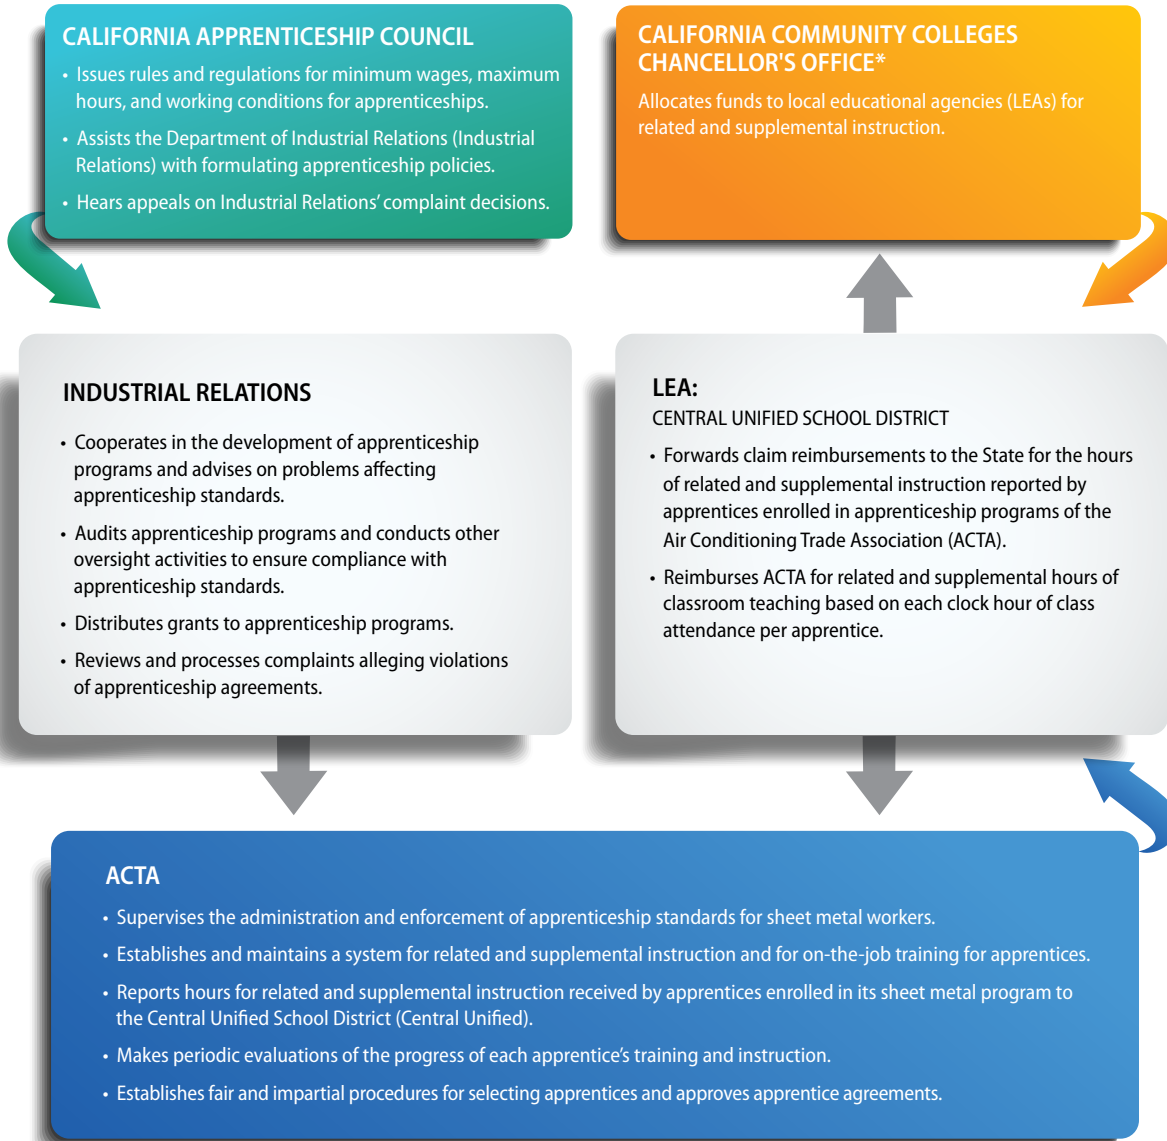 CALIFORNIA APPRENTICESHIP COUNCIL
• Issues rules and regulations for minimum wages, maximum
hours, and working conditions for apprenticeships.
• Assists the Department of Industrial Relations (Industrial
Relations) with formulating apprenticeship policies.
• Hears appeals on Industrial Relations’ complaint decisions.
CALIFORNIA COMMUNITY COLLEGES
CHANCELLOR'S OFFICE*
Allocates funds to local educational agencies (LEAs) for
related and supplemental instruction.
INDUSTRIAL RELATIONS
• Cooperates in the development of apprenticeship
programs and advises on problems affecting
apprenticeship standards.
• Audits apprenticeship programs and conducts other
oversight activities to ensure compliance with
apprenticeship standards.
• Distributes grants to apprenticeship programs.
• Reviews and processes complaints alleging violations
of apprenticeship agreements.
LEA:
CENTRAL UNIFIED SCHOOL DISTRICT
• Forwards claim reimbursements to the State for the hours
of related and supplemental instruction reported by
apprentices enrolled in apprenticeship programs of the
Air Conditioning Trade Association (ACTA).
• Reimburses ACTA for related and supplemental hours of
classroom teaching based on each clock hour of class
attendance per apprentice.
ACTA
• Supervises the administration and enforcement of apprenticeship standards for sheet metal workers.
• Establishes and maintains a system for related and supplemental instruction and for on-the-job training for apprentices.
• Reports hours for related and supplemental instruction received by apprentices enrolled in its sheet metal program to
the Central Unified School District (Central Unified).
• Makes periodic evaluations of the progress of each apprentice’s training and instruction.
• Establishes fair and impartial procedures for selecting apprentices and approves apprentice agreements.